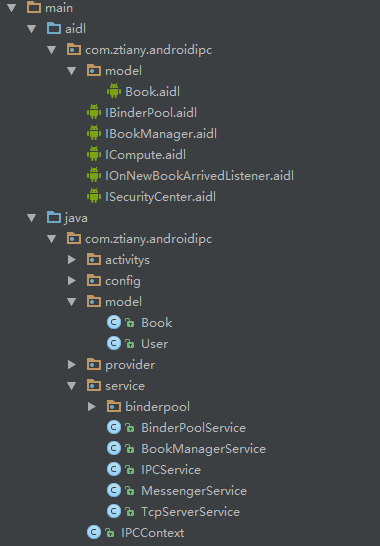 main
aidl
com.ztiany.androidipc
model
Book.aidl
IBinderPool.aidl
IBookManager.aidl
ICompute.aidl
IOnNewBookArrivedListener.aidl
ISecurityCenter.aidl
java
com.ztiany.androidipc
activitys
config
model
Book
User
provider
service
binderpool
BinderPoolService
BookManagerService
IPCService
MessengerService
TcpServerService
IPCContext